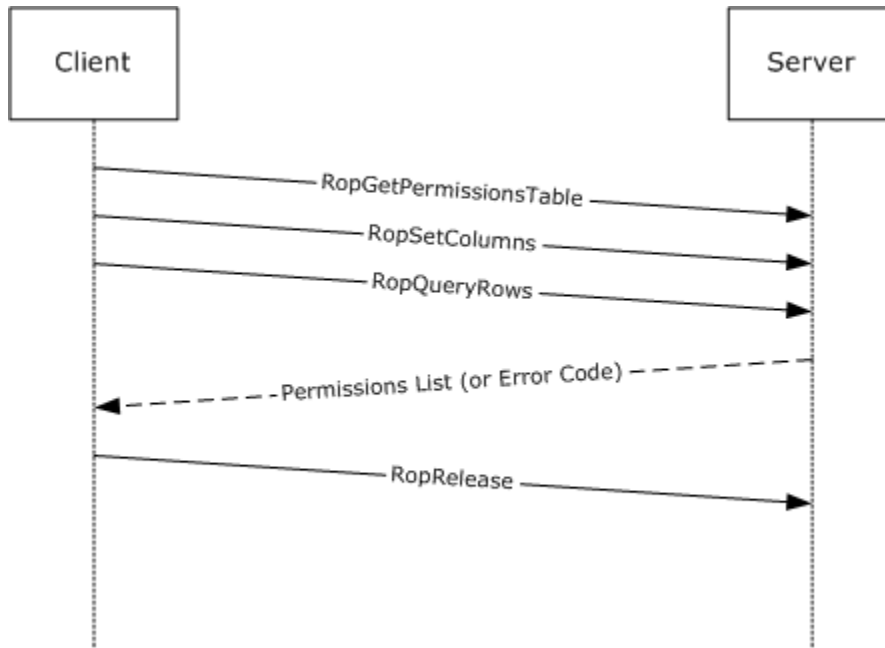 Client
Server
RopGetPermissionsTable
RopSetColumns
RopQueryRows
Permissions List (or Error Code)
RopRelease